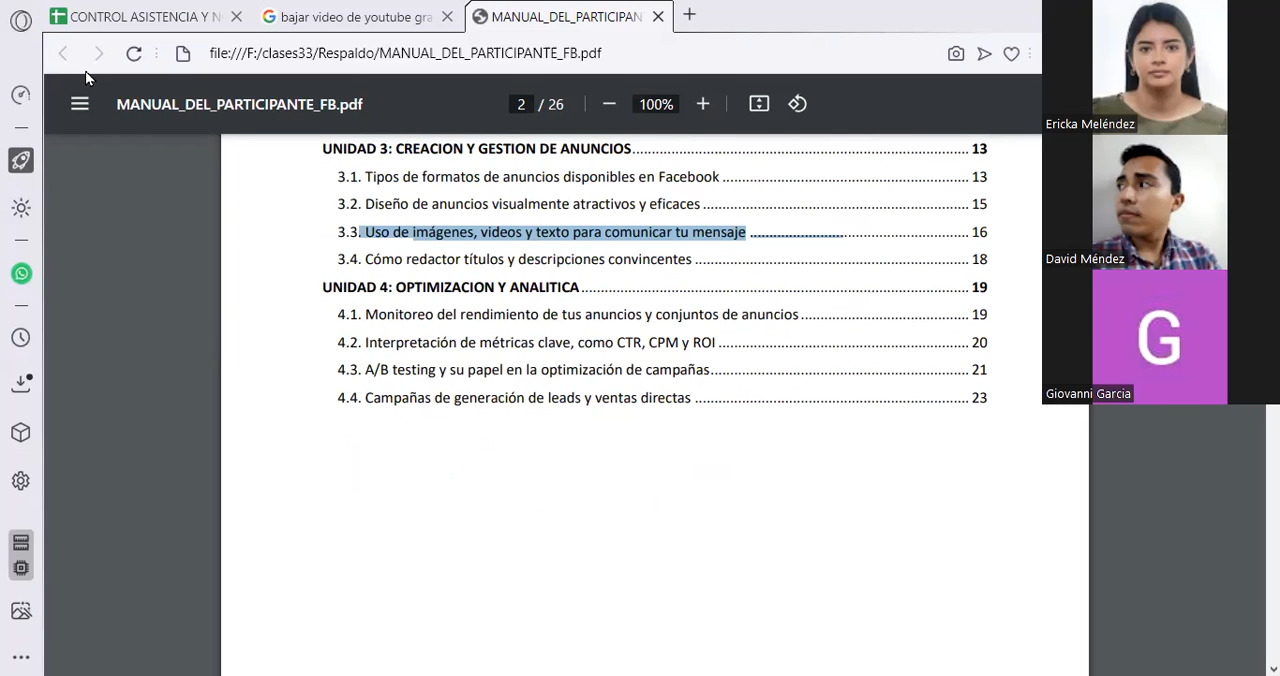 CONTROL ASISTENCIA Y N
bajar video de youtube gra
MANUAL_DEL_PARTICIPAN
file:///F:/clases33/Respaldo/MANUAL_DEL_PARTICIPANTE_FB.pdf
MANUAL_DEL_PARTICIPANTE_FB.pdf
2 / 26
100%
UNIDAD 3: CREACION Y GESTION DE ANUNCIOS 13
3.1. Tipos de formatos de anuncios disponibles en Facebook 13
3.2. Diseño de anuncios visualmente atractivos y eficaces 15
3.3. Uso de imágenes, videos y texto para comunicar tu mensaje 16
3.4. Cómo redactar títulos y descripciones convincentes 18
UNIDAD 4: OPTIMIZACION Y ANALITICA 19
4.1. Monitoreo del rendimiento de tus anuncios y conjuntos de anuncios 19
4.2. Interpretación de métricas clave, como CTR, CPM y ROI 20
4.3. A/B testing y su papel en la optimización de campañas 21
4.4. Campañas de generación de leads y ventas directas 23
Ericka Meléndez
David Méndez
G
Giovanni Garcia